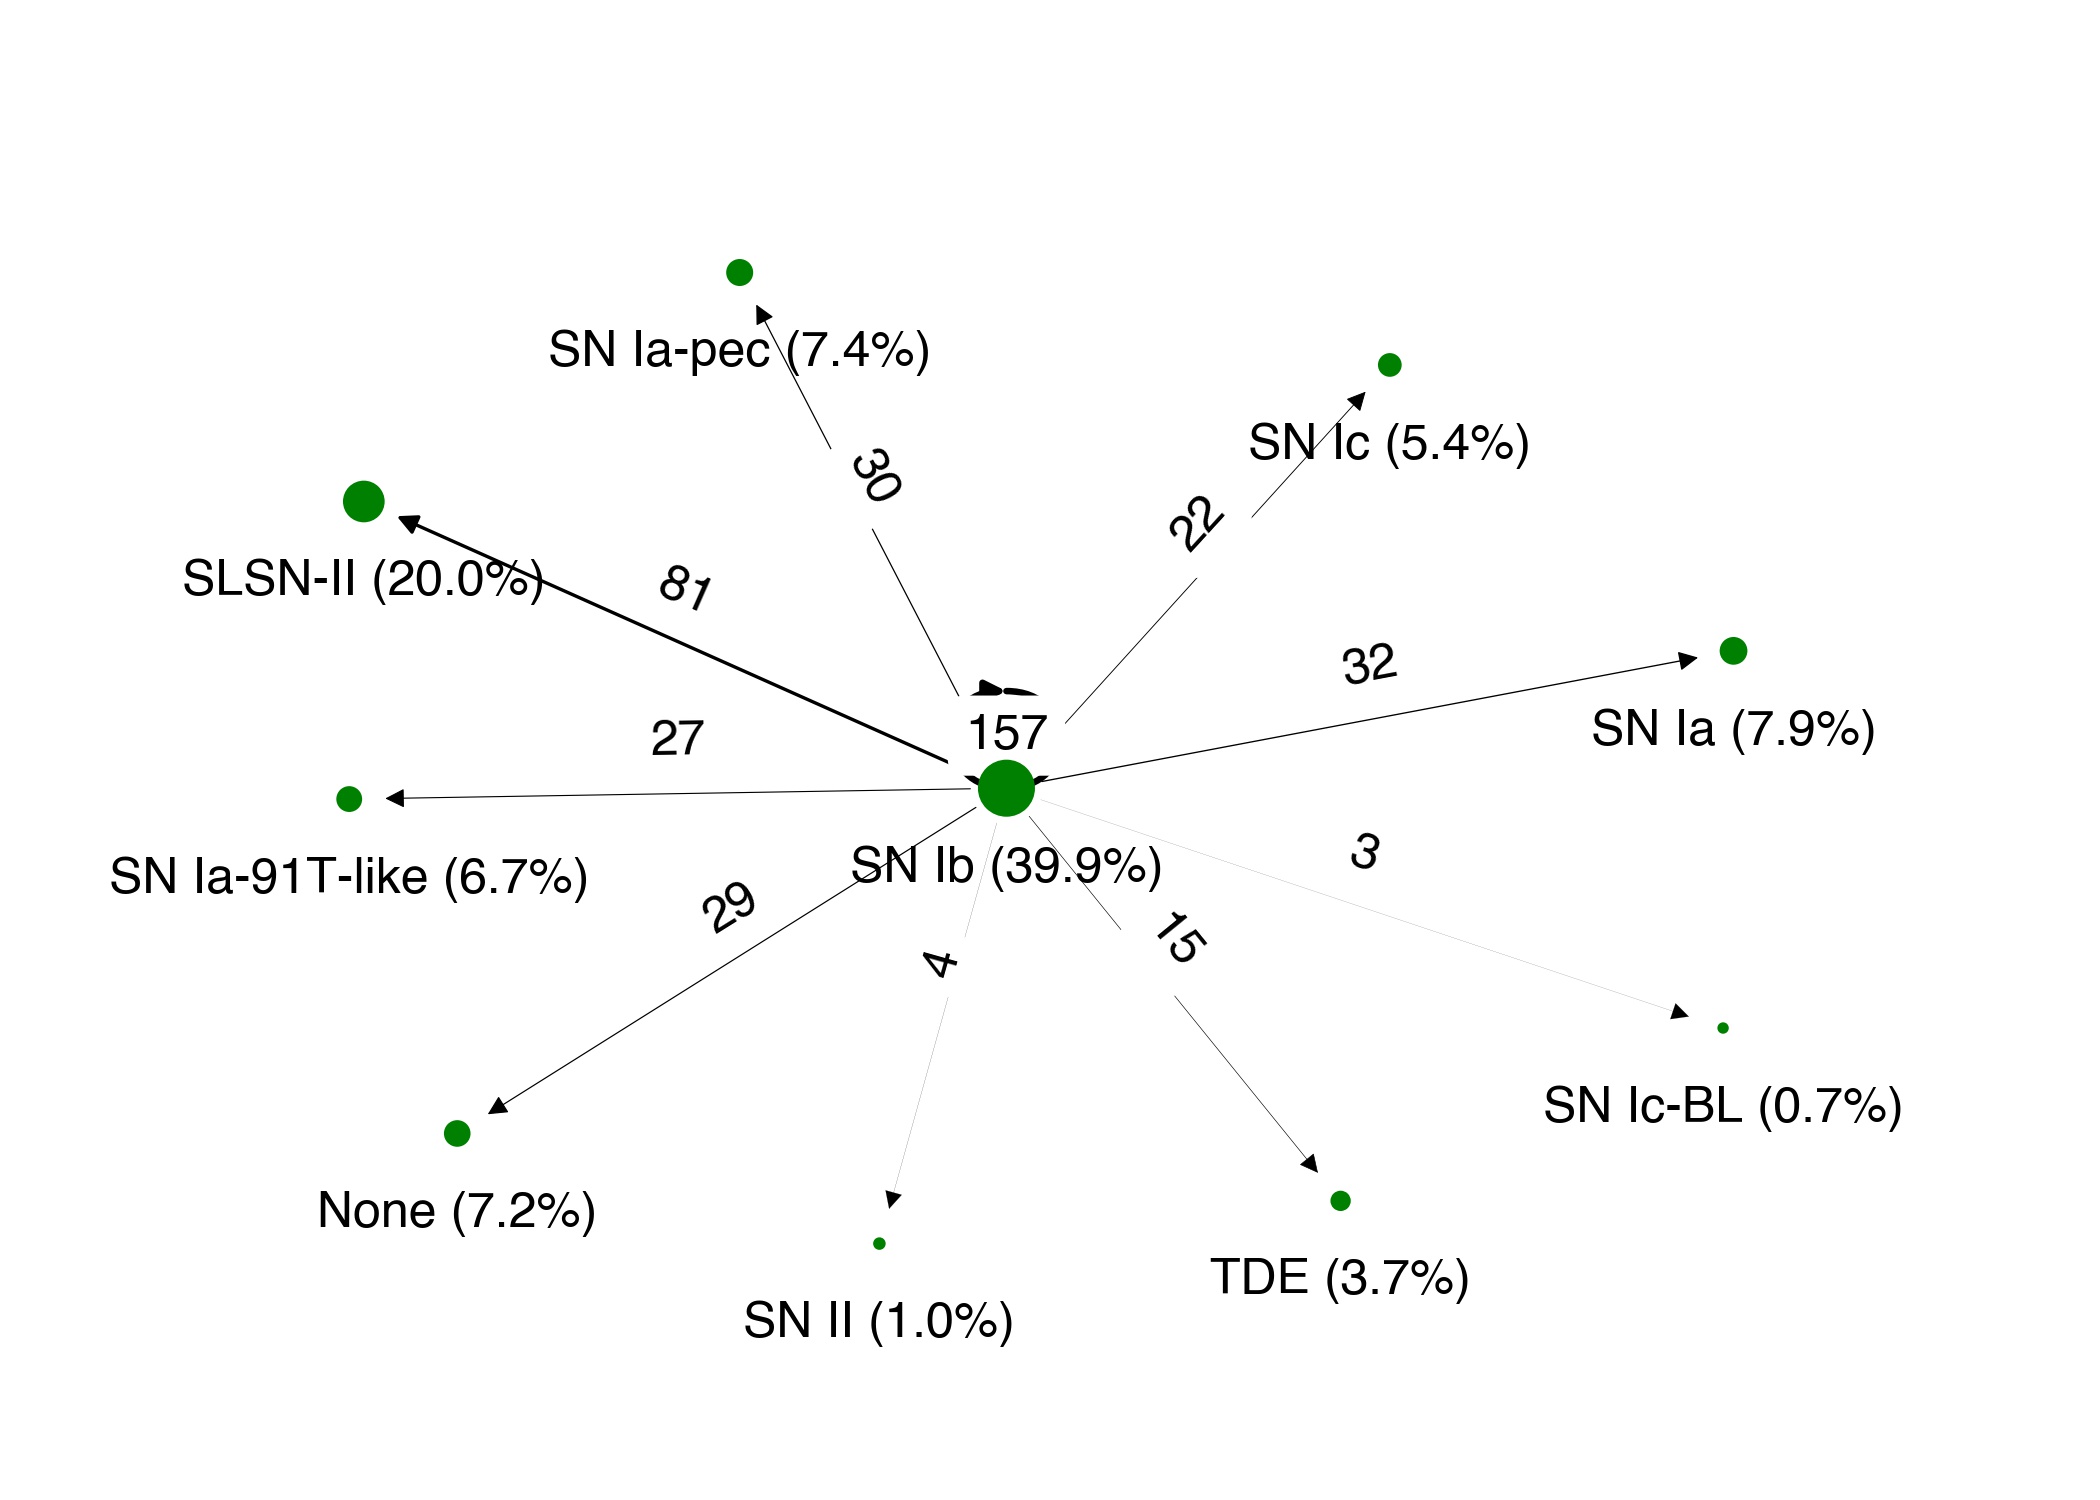 SN Ia-pec (7.4%)
SN Ic (5.4%)
30
22
SLSN-II (20.0%)
81
32
SN Ia (7.9%)
27
157
SN Ia-91T-like (6.7%)
SN Ib (39.9%)
3
29
4
15
SN Ic-BL (0.7%)
None (7.2%)
TDE (3.7%)
SN II (1.0%)